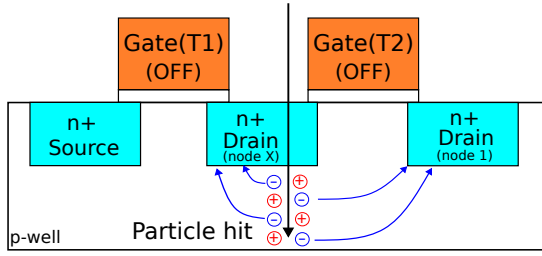 Gate(T1)
(OFF)
Gate(T2)
(OFF)
n+
Source
n+
Drain
(node X)
n+
Drain
(node 1)
− +
+ −
− +
+ −
Particle hit
p-well